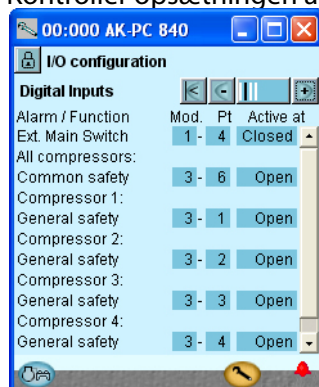 Kontroller opsætningen a
00:000 AK-PC 840
I/O configuration
Digital Inputs
Alarm / Function Mod. Pt Active at
Ext. Main Switch 1 - 4 Closed
All compressors:
Common safety 3 - 6 Open
Compressor 1:
General safety 3 - 1 Open
Compressor 2:
General safety 3 - 2 Open
Compressor 3:
General safety 3 - 3 Open
Compressor 4:
General safety 3 - 4 Open